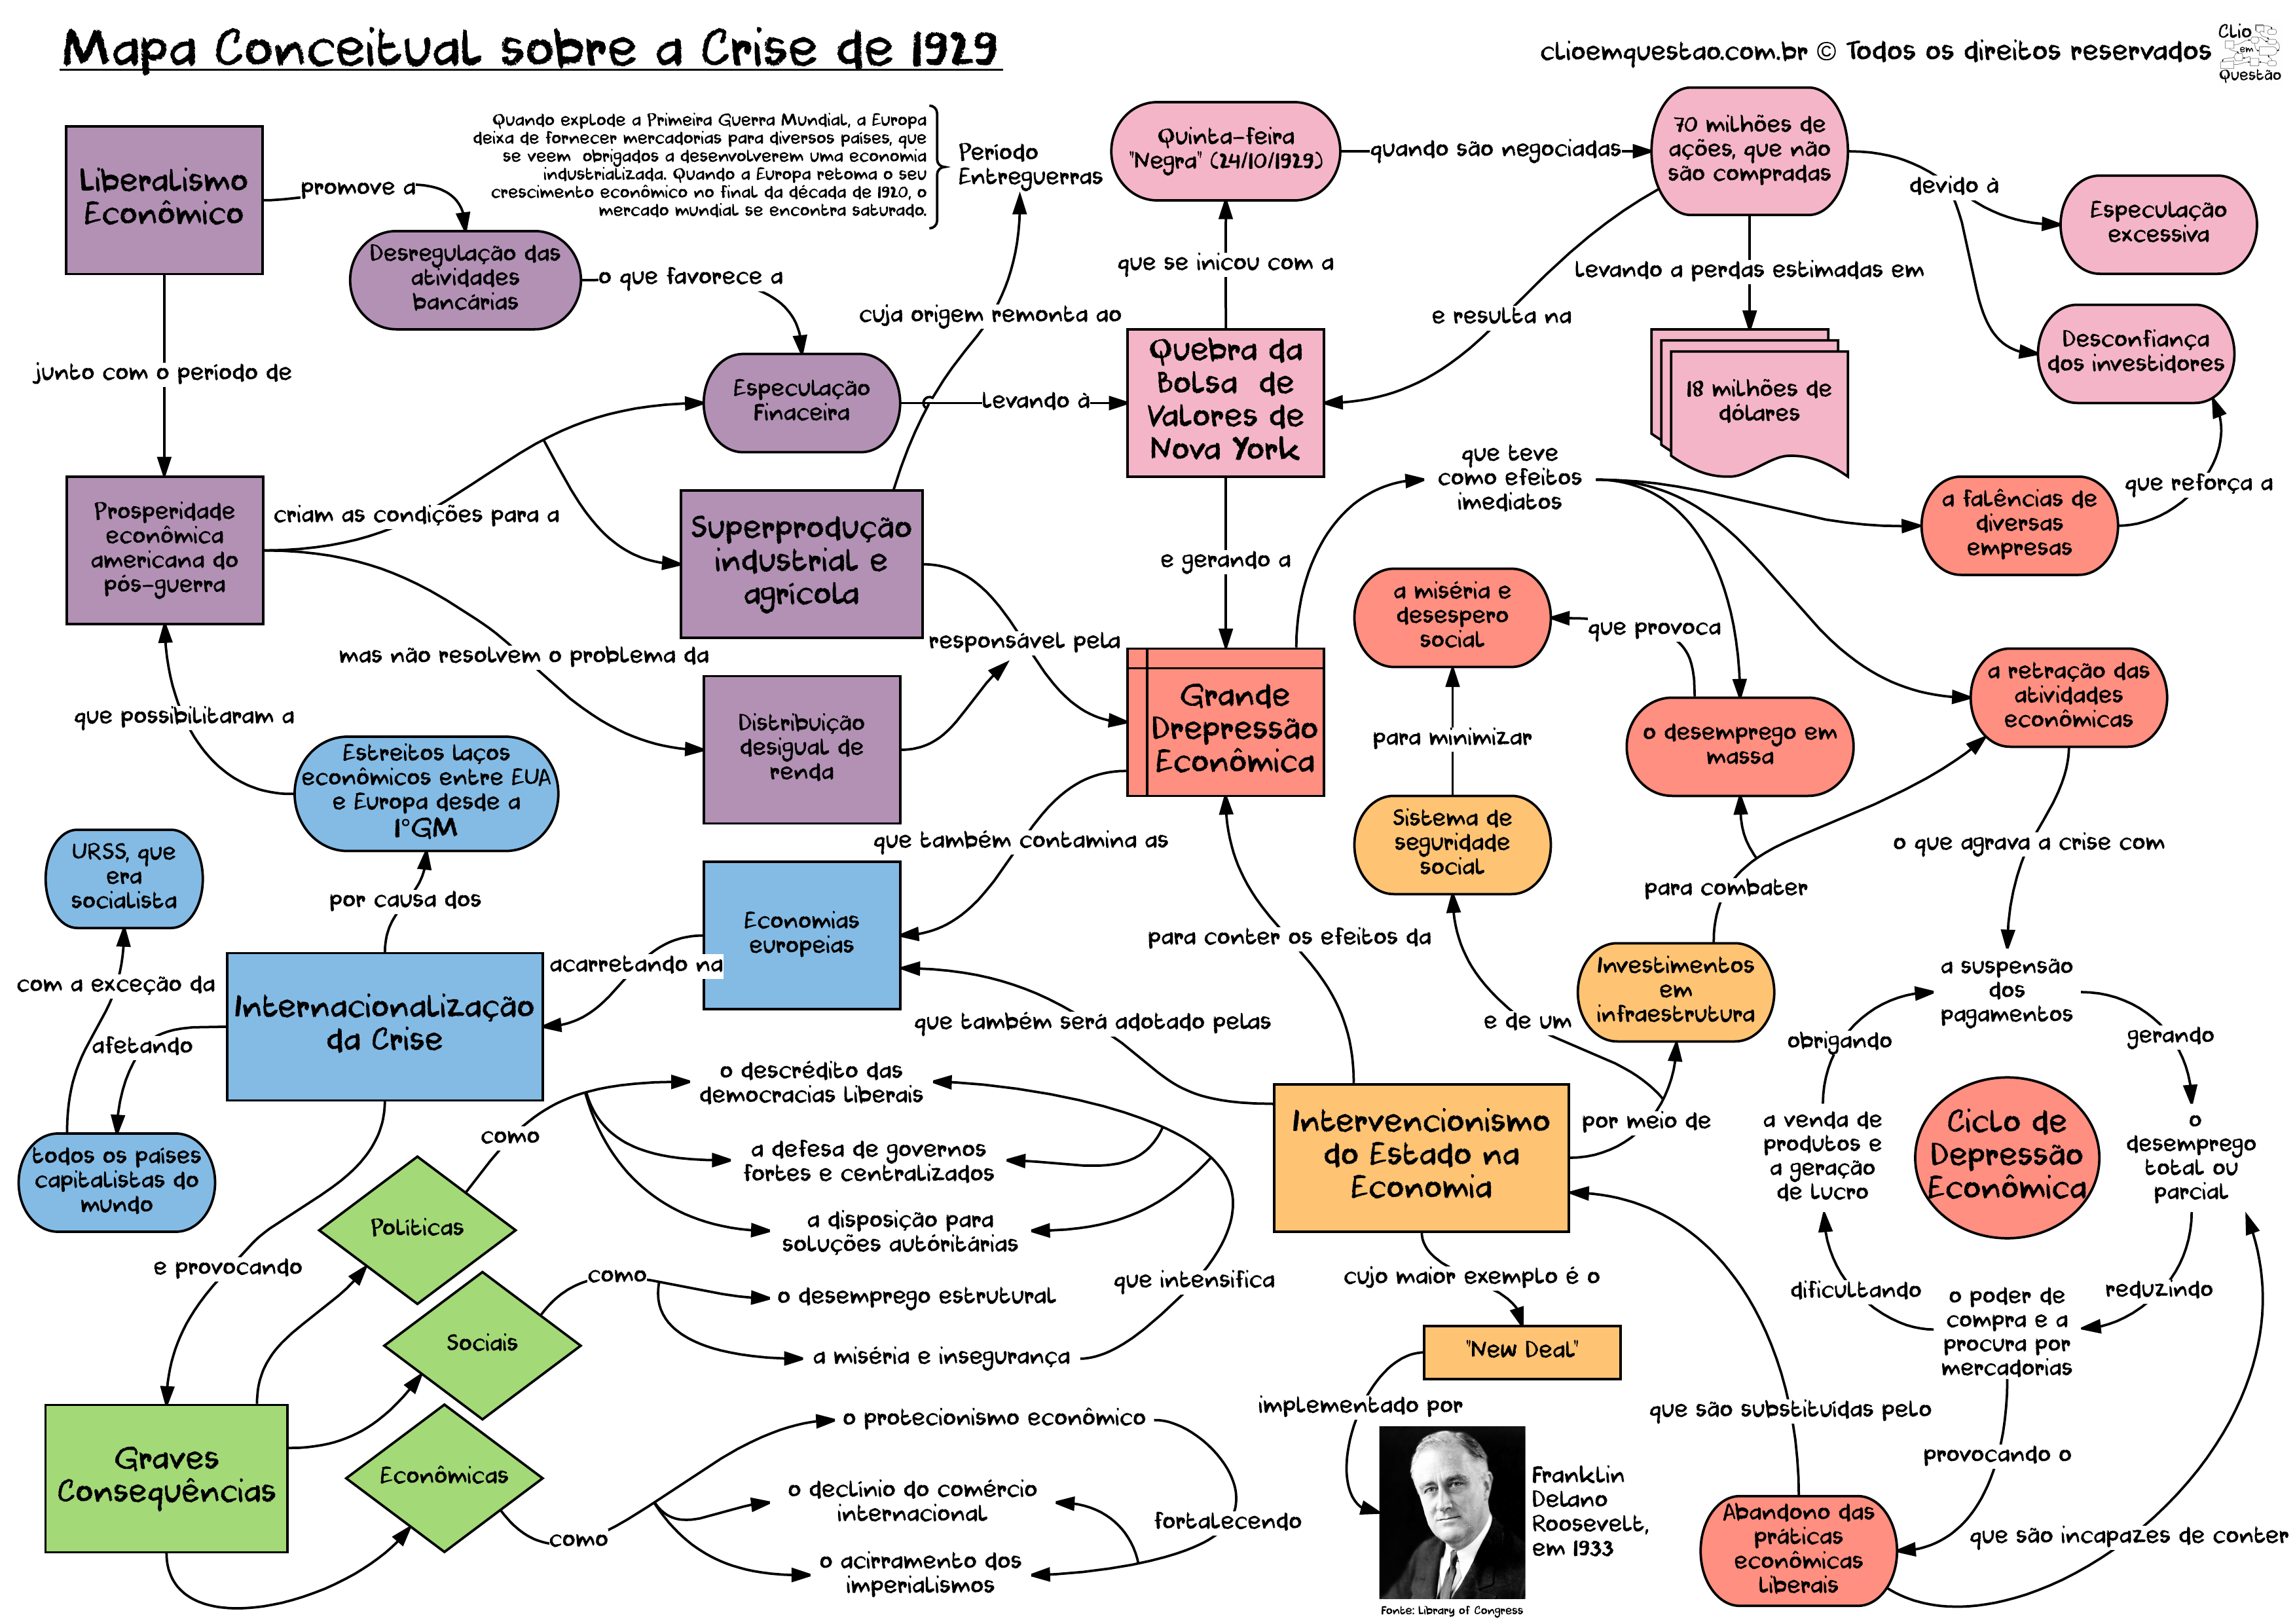 Mapa Conceitual sobre a Crise de 1929
clioemquestao.com.br © Todos os direitos reservados
Clio
em
Questão
Liberalismo
Econômico
promove a
Desregulação das
atividades
bancárias
o que favorece a
Especulação
Finaceira
levando à
junto com o período de
Prosperidade
econômica
americana do
pós-guerra
criam as condições para a
Superprodução
industrial e
agrícola
cuja origem remonta ao
Período
Entreguerras
Quando explode a Primeira Guerra Mundial, a Europa
deixa de fornecer mercadorias para diversos países, que
se veem obrigados a desenvolverem uma economia
industrializada. Quando a Europa retoma o seu
crescimento econômico no final da década de 1920, o
mercado mundial se encontra saturado.
mas não resolvem o problema da
Distribuição
desigual de
renda
responsável pela
Quinta-feira
"Negra" (24/10/1929)
quando são negociadas
70 milhões de
ações, que não
são compradas
devido à
Especulação
excessiva
Desconfiança
dos investidores
levando a perdas estimadas em
18 milhões de
dólares
e resulta na
que se inicou com a
Quebra da
Bolsa de
Valores de
Nova York
e gerando a
Grande
Drepressão
Econômica
que teve
como efeitos
imediatos
a falências de
diversas
empresas
que reforça a
o desemprego em
massa
que provoca
a miséria e
desespero
social
a retração das
atividades
econômicas
o que agrava a crise com
a suspensão
dos
pagamentos
gerando
o
desemprego
total ou
parcial
reduzindo
o poder de
compra e a
procura por
mercadorias
dificultando
a venda de
produtos e
a geração
de lucro
obrigando
Ciclo de
Depressão
Econômica
provocando o
Abandono das
práticas
econômicas
liberais
que são incapazes de conter
que são substituídas pelo
Intervencionismo
do Estado na
Economia
por meio de
Investimentos
em
infraestrutura
para combater
e de um
Sistema de
seguridade
social
para minimizar
para conter os efeitos da
que também será adotado pelas
cujo maior exemplo é o
"New Deal"
implementado por
Franklin
Delano
Roosevelt,
em 1933
Fonte: Library of Congress
que também contamina as
Economias
europeias
acarretando na
Internacionalização
da Crise
por causa dos
Estreitos laços
econômicos entre EUA
e Europa desde a
1°GM
que possibilitaram a
afetando
todos os países
capitalistas do
mundo
com a exceção da
URSS, que
era
socialista
e provocando
Graves
Consequências
Políticas
como
o descrédito das
democracias liberais
a defesa de governos
fortes e centralizados
a disposição para
soluções autóritárias
Sociais
como
o desemprego estrutural
a miséria e insegurança
que intensifica
Econômicas
como
o protecionismo econômico
o declínio do comércio
internacional
o acirramento dos
imperialismos
fortalecendo